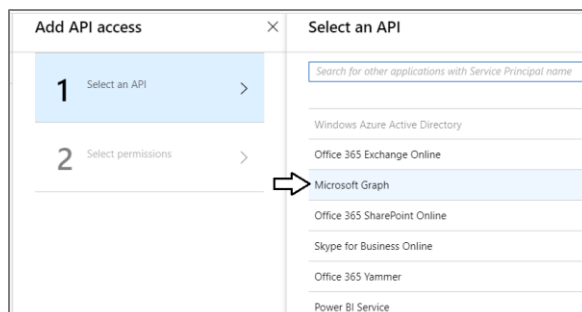 Add API access
1 Select an API
2 Select permissions
Select an API
Search for other applications with Service Principal name
Windows Azure Active Directory
Office 365 Exchange Online
Microsoft Graph
Office 365 SharePoint Online
Skype for Business Online
Office 365 Yammer
Power BI Service